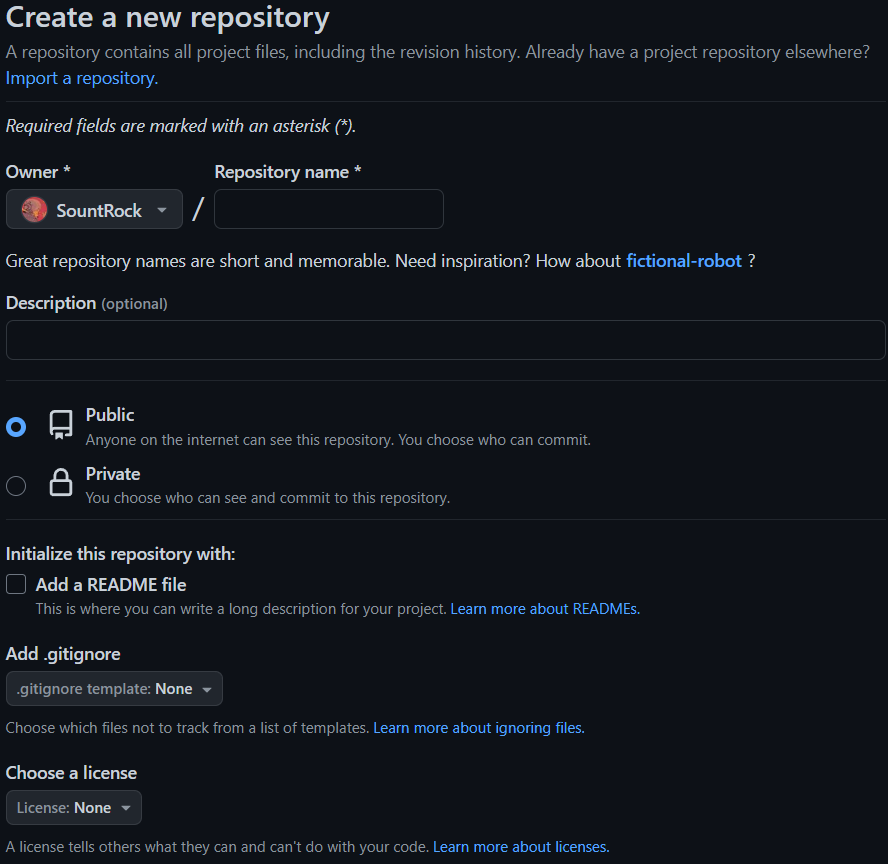 Create a new repository
A repository contains all project files, including the revision history. Already have a project repository elsewhere?
Import a repository.
Required fields are marked with an asterisk (*).
Owner * Repository name *
SountRock /
Great repository names are short and memorable. Need inspiration? How about fictional-robot ?
Description (optional)
Public
Anyone on the internet can see this repository. You choose who can commit.
Private
You choose who can see and commit to this repository.
Initialize this repository with:
Add a README file
This is where you can write a long description for your project. Learn more about READMEs.
Add .gitignore
.gitignore template: None
Choose which files not to track from a list of templates. Learn more about ignoring files.
Choose a license
License: None
A license tells others what they can and can't do with your code. Learn more about licenses.